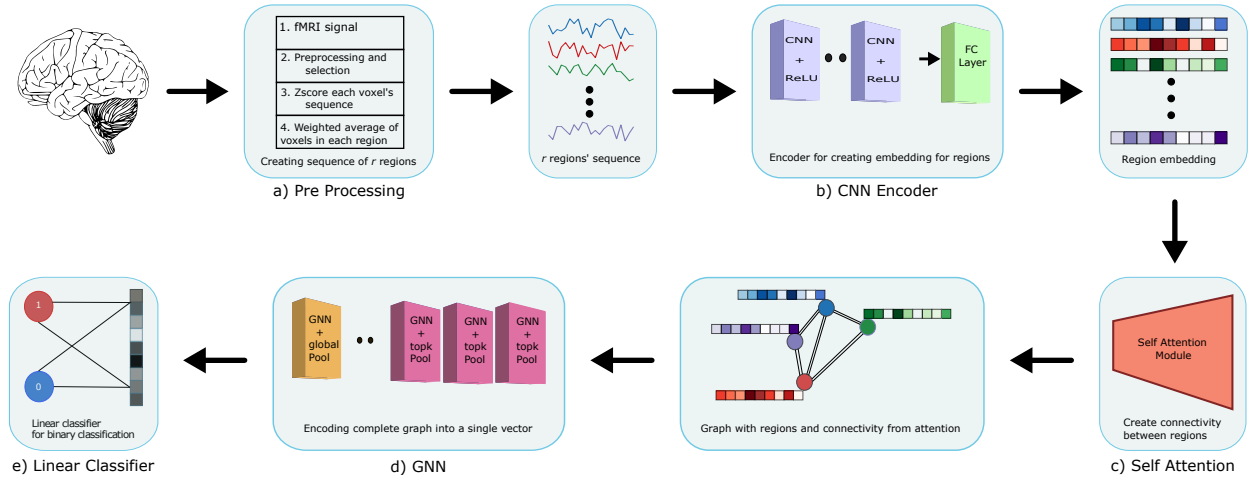 1. fMRI signal
2. Preprocessing and
selection
3. Zscore each voxel's
sequence
4. Weighted average of
voxels in each region
Creating sequence of r regions
a) Pre Processing
r regions' sequence
CNN
+
ReLU
CNN
+
ReLU
FC
Layer
Encoder for creating embedding for regions
b) CNN Encoder
Region embedding
Self Attention
Module
Create connectivity
between regions
c) Self Attention
Graph with regions and connectivity from attention
GNN
+
global
Pool
GNN
+
topk
Pool
GNN
+
topk
Pool
GNN
+
topk
Pool
Encoding complete graph into a single vector
d) GNN
1
0
Linear classifier
for binary classification
e) Linear Classifier